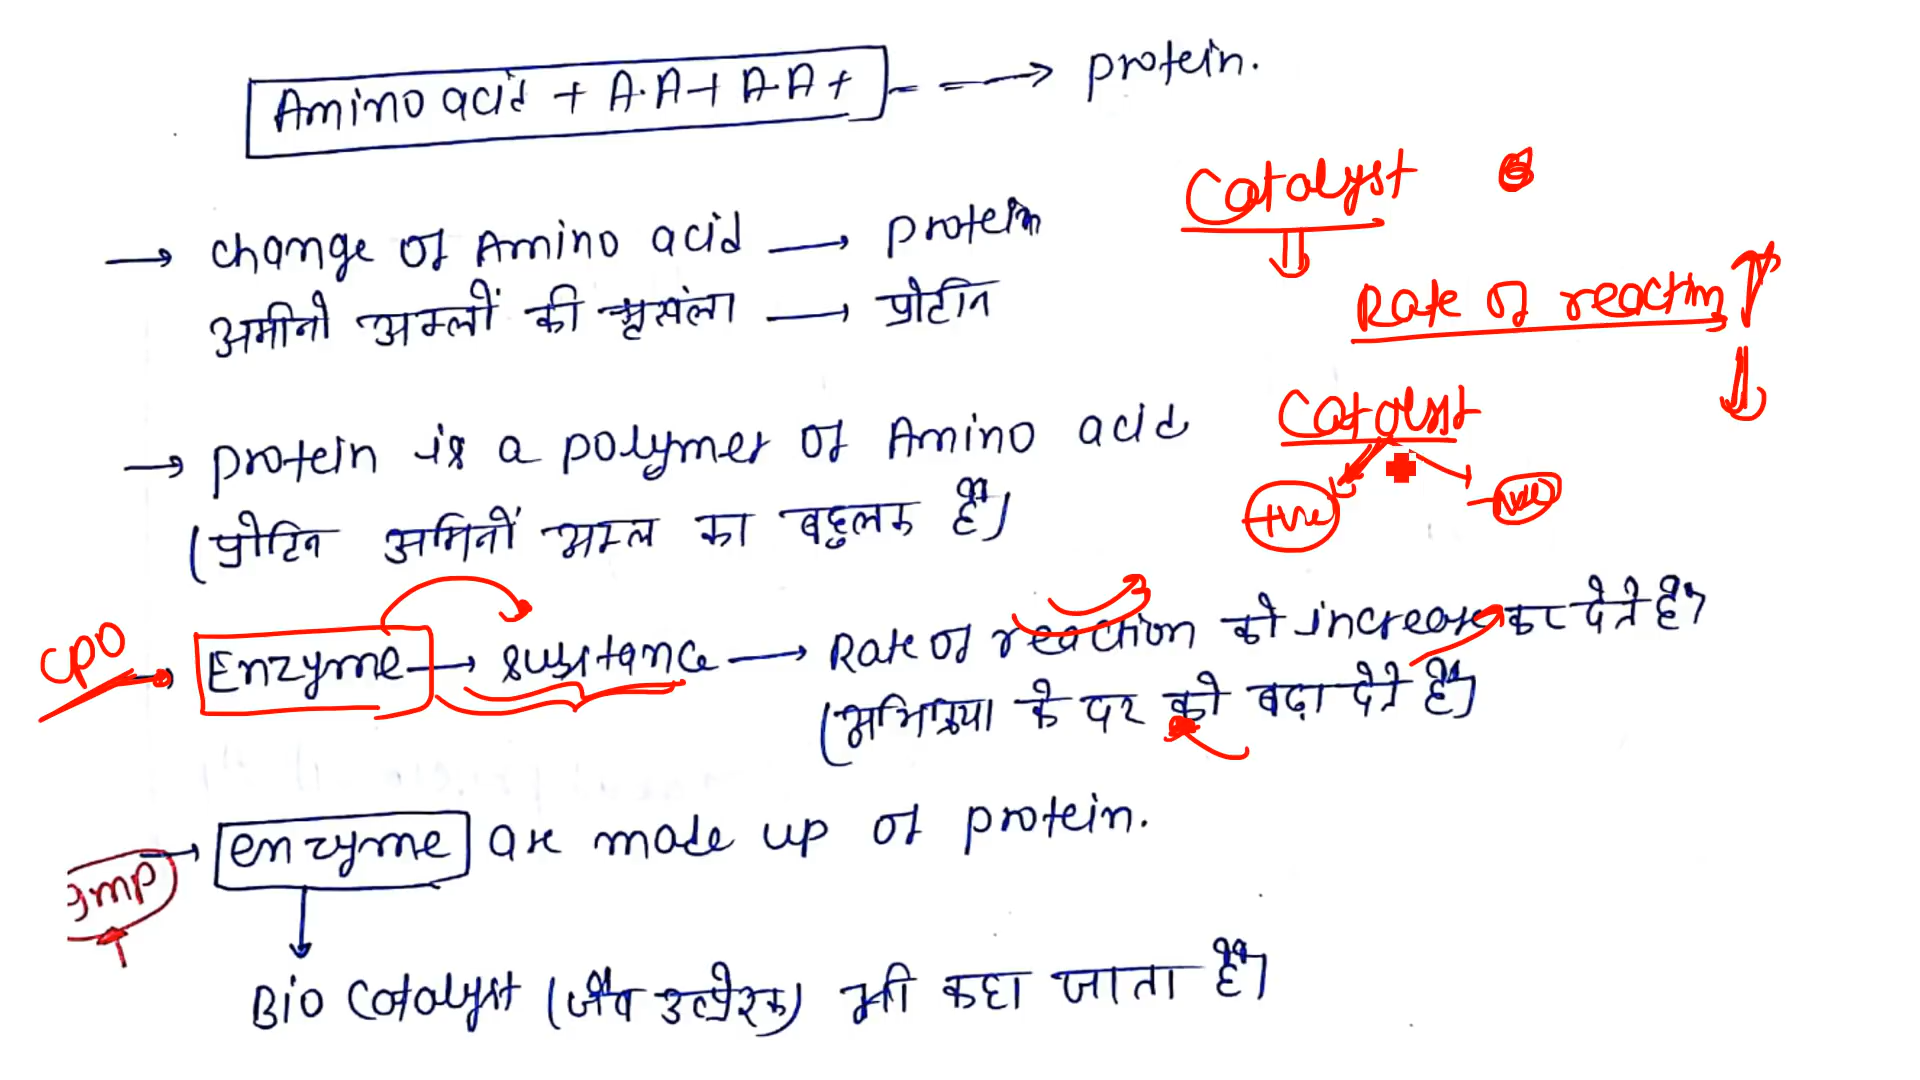 Amino acid + A.A + A.A + ---→ protein.
Catalyst
→ change of Amino acid → protein
अमीनो अम्लों की श्रृखंला → प्रोटीन
Rate of reaction ↑ ↓
Catalyst
+ve -ve
→ protein is a polymer of Amino acid
(प्रोटिन अमिनों अम्ल का बहुलक है)
CPO
→ Enzyme → substance → Rate of reaction को increase कर देते है
(अभिक्रिया के दर को बढ़ा देते है)
→ enzyme are made up of protein.
Imp
Bio Catalyst (जैव उत्प्रेरक) भी कहा जाता है